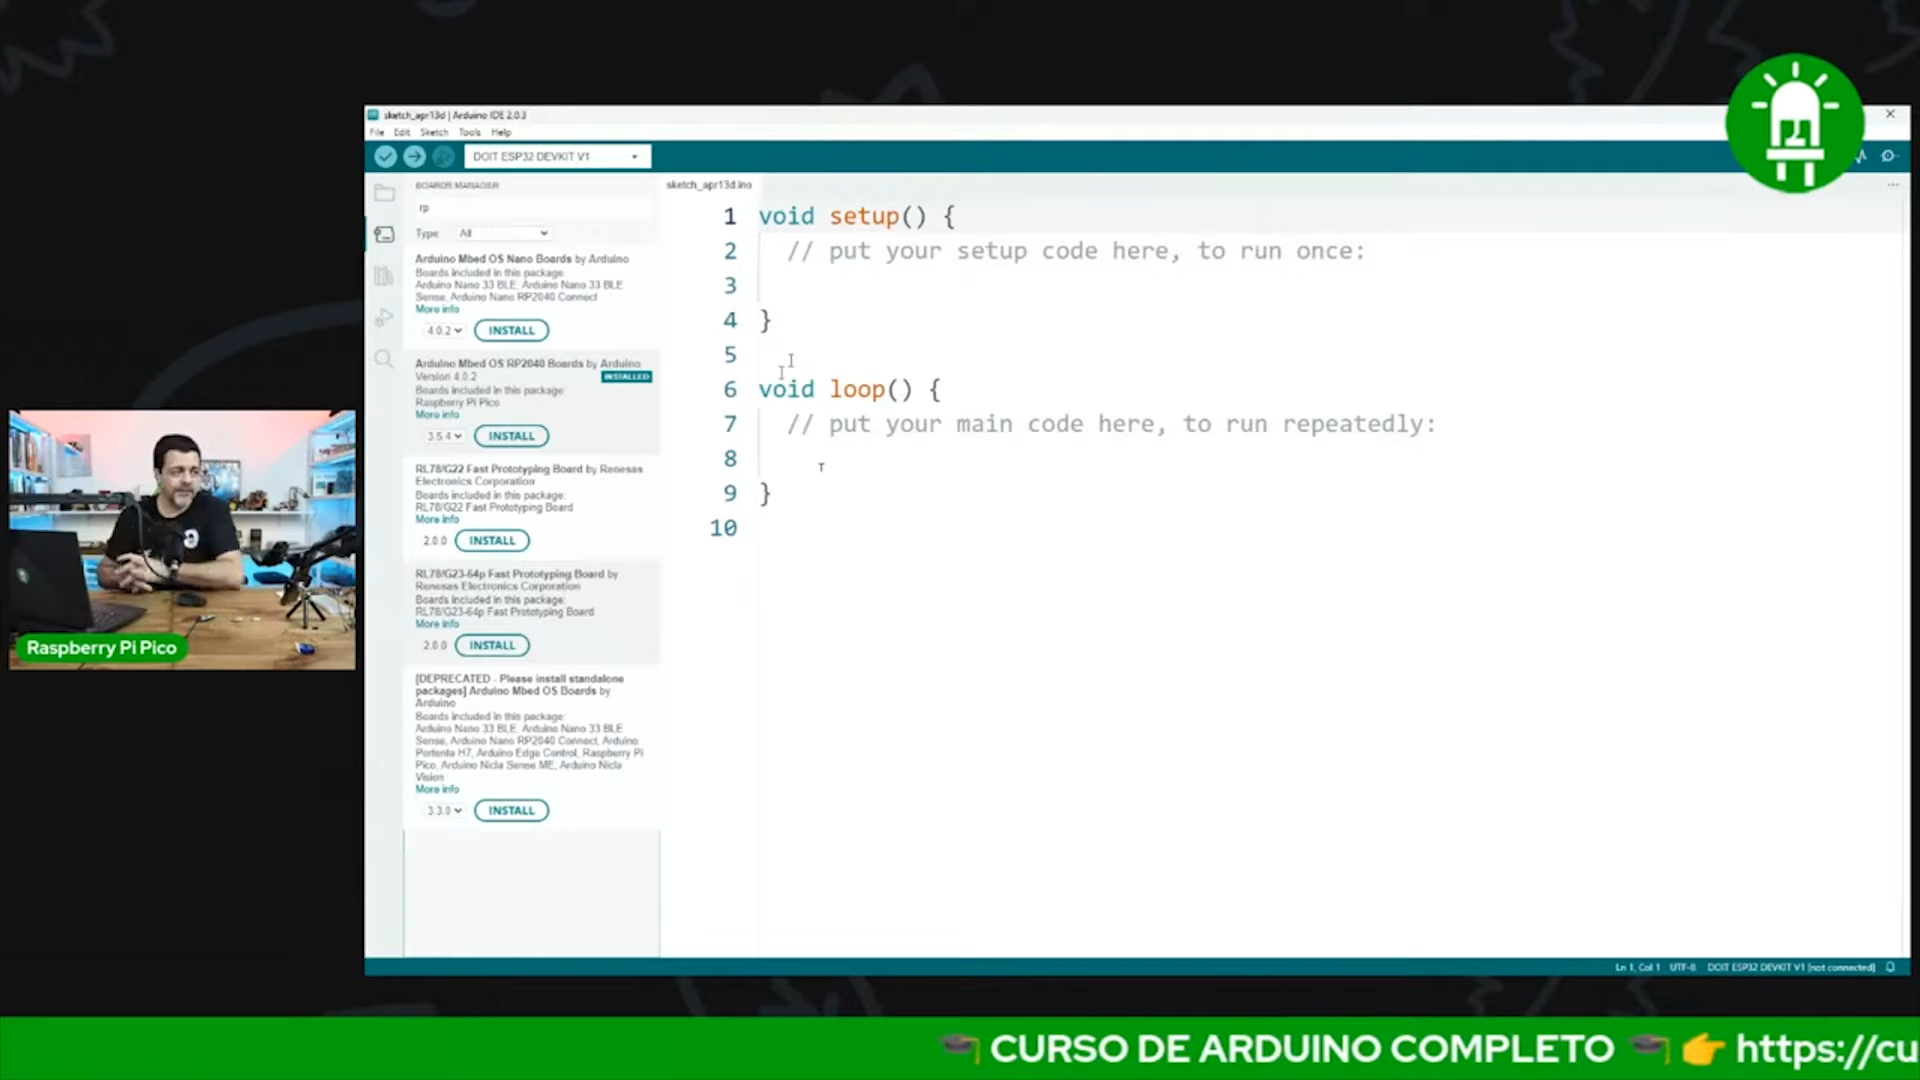 sketch_apr13d | Arduino IDE 2.0.3
File Edit Sketch Tools Help
DOIT ESP32 DEVKIT V1
BOARDS MANAGER
rp
Type: All
Arduino Mbed OS Nano Boards by Arduino
Boards included in this package:
Arduino Nano 33 BLE, Arduino Nano 33 BLE
Sense, Arduino Nano RP2040 Connect
More info
4.0.2 INSTALL
Arduino Mbed OS RP2040 Boards by Arduino
Version 4.0.2 INSTALLED
Boards included in this package:
Raspberry Pi Pico
More info
3.5.4 INSTALL
RL78/G22 Fast Prototyping Board by Renesas
Electronics Corporation
Boards included in this package:
RL78/G22 Fast Prototyping Board
More info
2.0.0 INSTALL
RL78/G23-64p Fast Prototyping Board by
Renesas Electronics Corporation
Boards included in this package:
RL78/G23-64p Fast Prototyping Board
More info
2.0.0 INSTALL
[DEPRECATED - Please install standalone
packages] Arduino Mbed OS Boards by
Arduino
Boards included in this package:
Arduino Nano 33 BLE, Arduino Nano 33 BLE
Sense, Arduino Nano RP2040 Connect, Arduino
Portenta H7, Arduino Edge Control, Raspberry Pi
Pico, Arduino Nicla Sense ME, Arduino Nicla
Vision
More info
3.3.0 INSTALL
sketch_apr13d.ino
1 void setup() {
2 // put your setup code here, to run once:
3
4 }
5
6 void loop() {
7 // put your main code here, to run repeatedly:
8
9 }
10
Ln 1, Col 1 UTF-8 DOIT ESP32 DEVKIT V1 [not connected]
Raspberry Pi Pico
CURSO DE ARDUINO COMPLETO https://cu